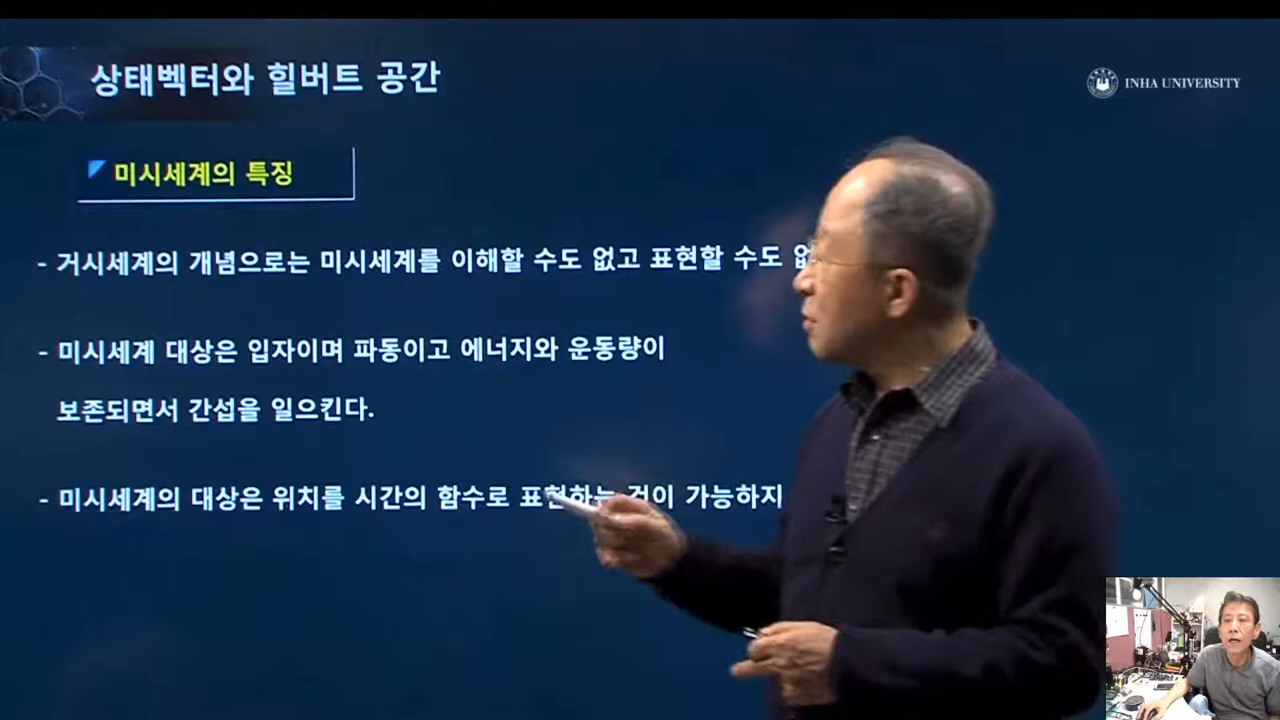 상태벡터와 힐버트 공간
INHA UNIVERSITY
미시세계의 특징
- 거시세계의 개념으로는 미시세계를 이해할 수도 없고 표현할 수도
- 미시세계 대상은 입자이며 파동이고 에너지와 운동량이
보존되면서 간섭을 일으킨다.
- 미시세계의 대상은 위치를 시간의 함수로 표현하는 것이 가능하지